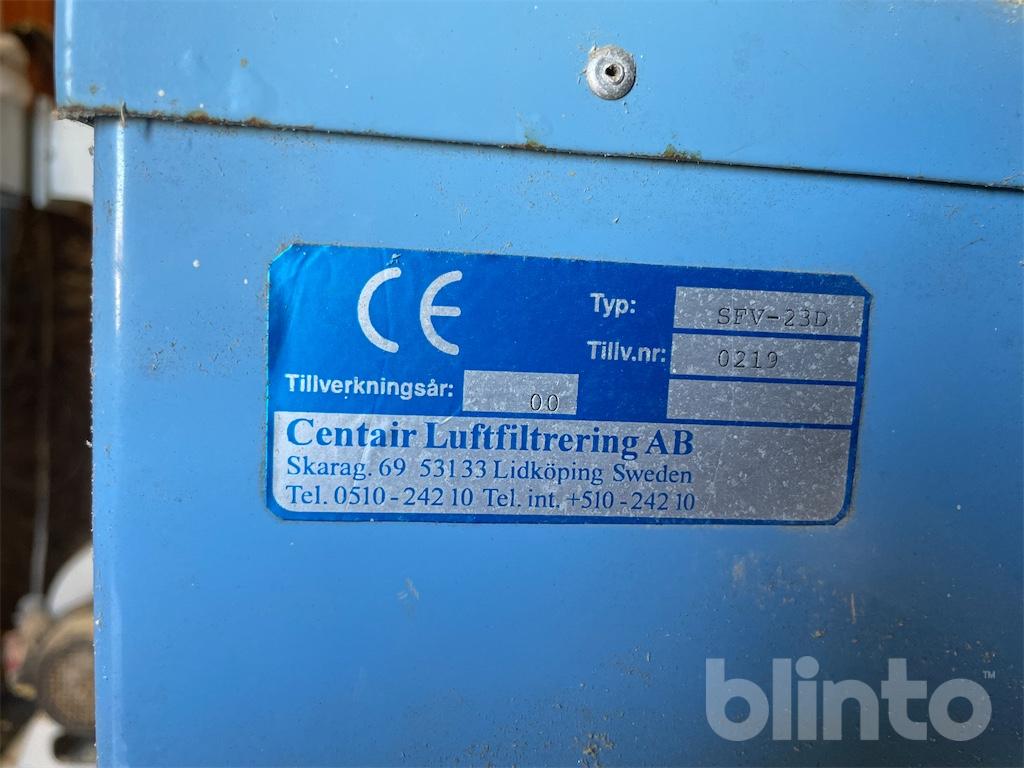 CE
Typ: SFV-23D
Tillv.nr: 0219
Tillverkningsår: 00
Centair Luftfiltrering AB
Skarag. 69 53133 Lidköping Sweden
Tel. 0510-242 10 Tel. int. +510-242 10
blinto™